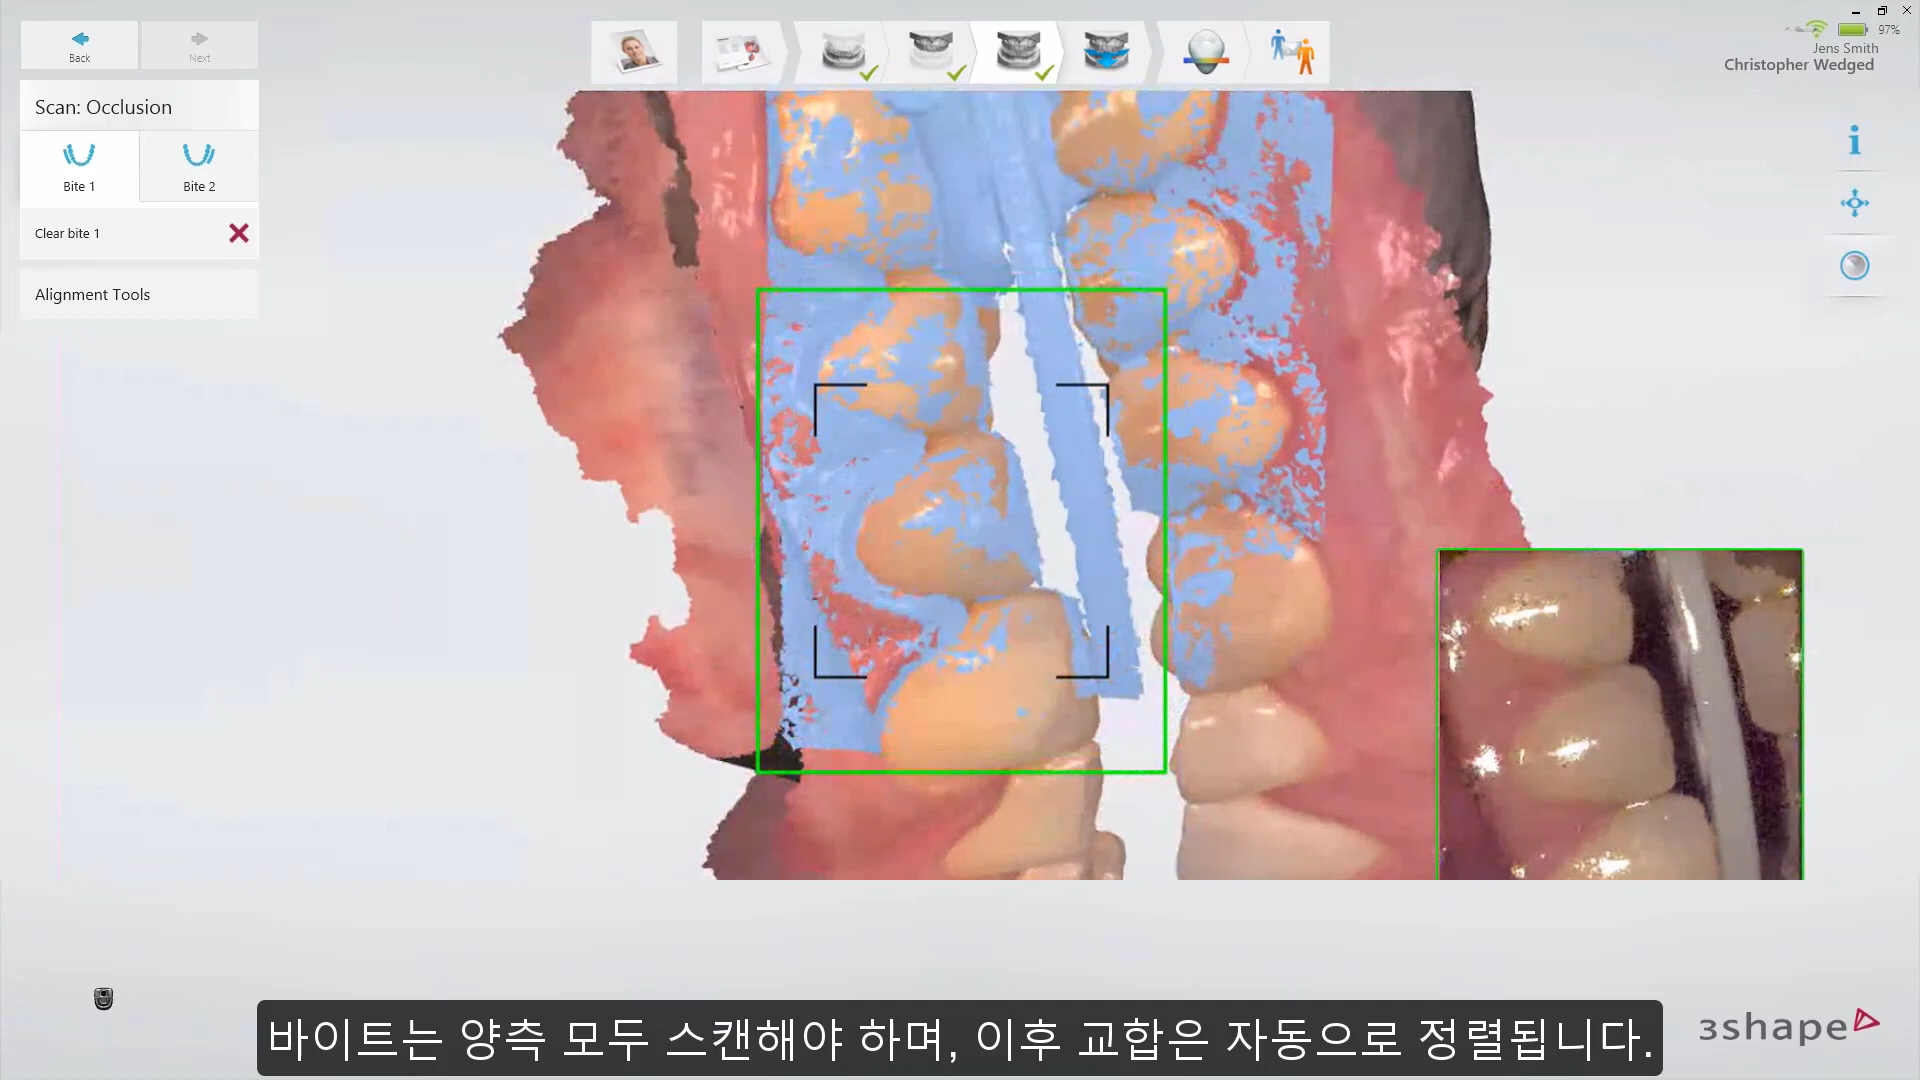 Back
Next
97%
Jens Smith
Christopher Wedged
Scan: Occlusion
Bite 1
Bite 2
Clear bite 1
Alignment Tools
바이트는 양측 모두 스캔해야 하며, 이후 교합은 자동으로 정렬됩니다.
3shape